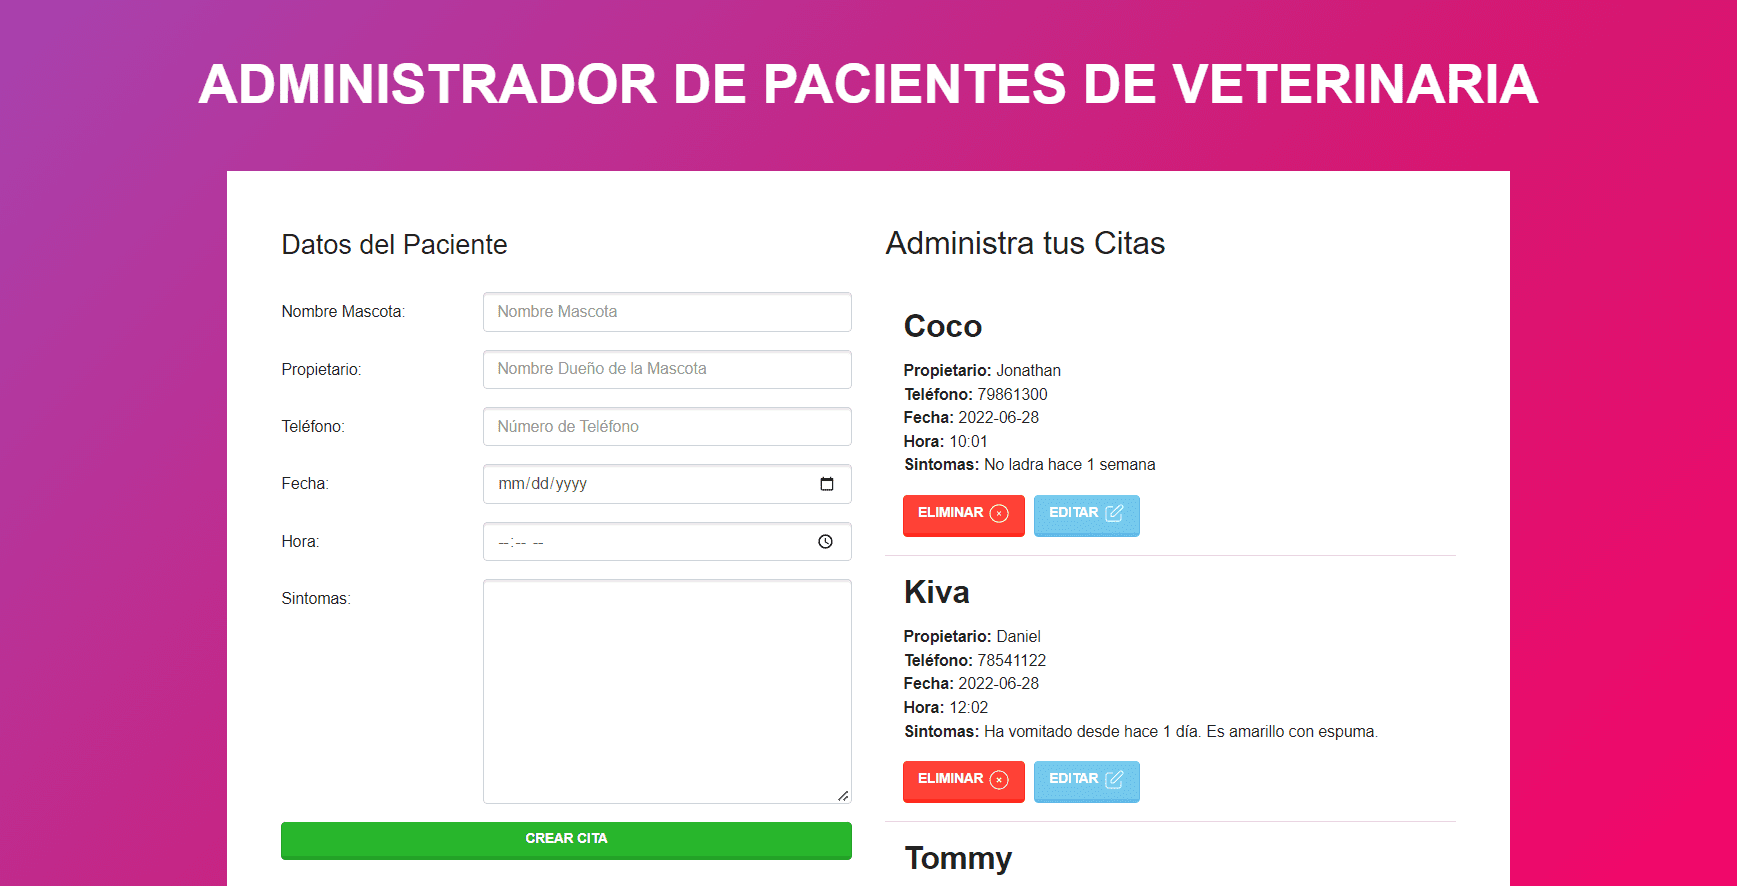 ADMINISTRADOR DE PACIENTES DE VETERINARIA
Datos del Paciente
Nombre Mascota:
Nombre Mascota
Propietario:
Nombre Dueño de la Mascota
Teléfono:
Número de Teléfono
Fecha:
mm/dd/yyyy
Hora:
--:-- --
Sintomas:
CREAR CITA
Administra tus Citas
Coco
Propietario: Jonathan
Teléfono: 79861300
Fecha: 2022-06-28
Hora: 10:01
Sintomas: No ladra hace 1 semana
ELIMINAR
EDITAR
Kiva
Propietario: Daniel
Teléfono: 78541122
Fecha: 2022-06-28
Hora: 12:02
Sintomas: Ha vomitado desde hace 1 día. Es amarillo con espuma.
ELIMINAR
EDITAR
Tommy